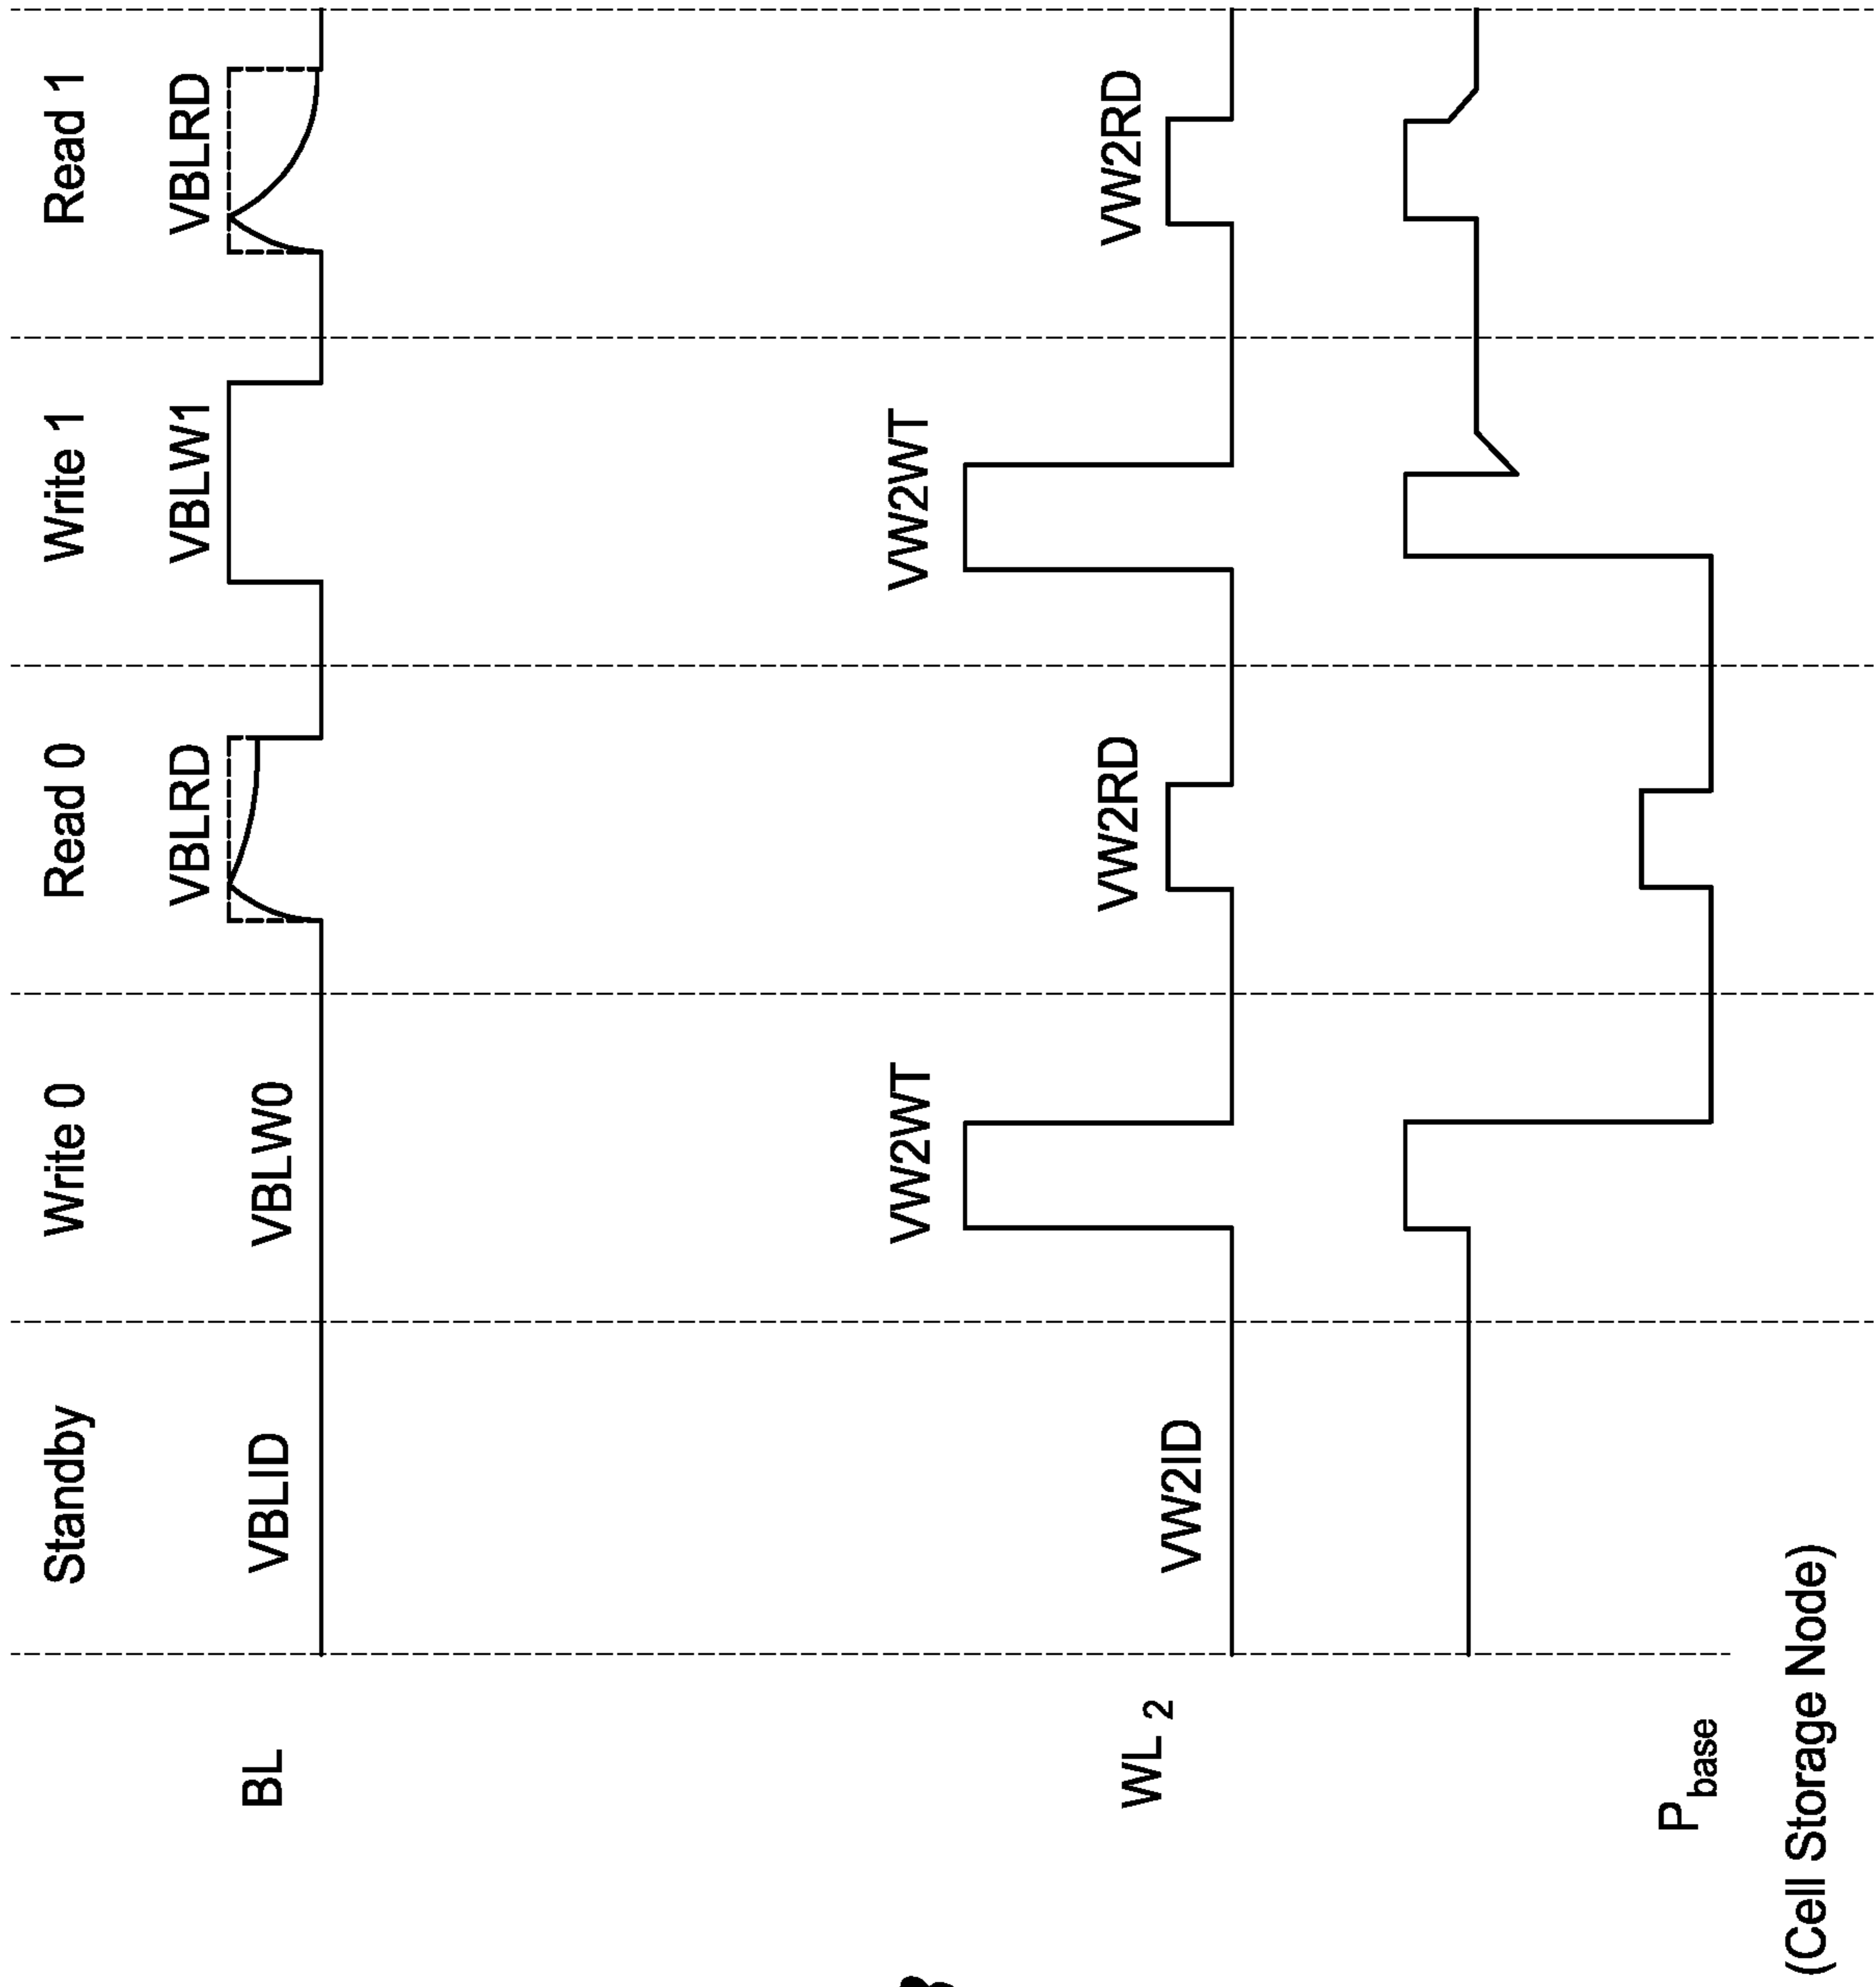 Standby Write 0 Read 0 Write 1 Read 1
BL VBLID VBLW0 VBLRD VBLW1 VBLRD
WL 2 VW2ID VW2WT VW2RD VW2WT VW2RD
P base
(Cell Storage Node)